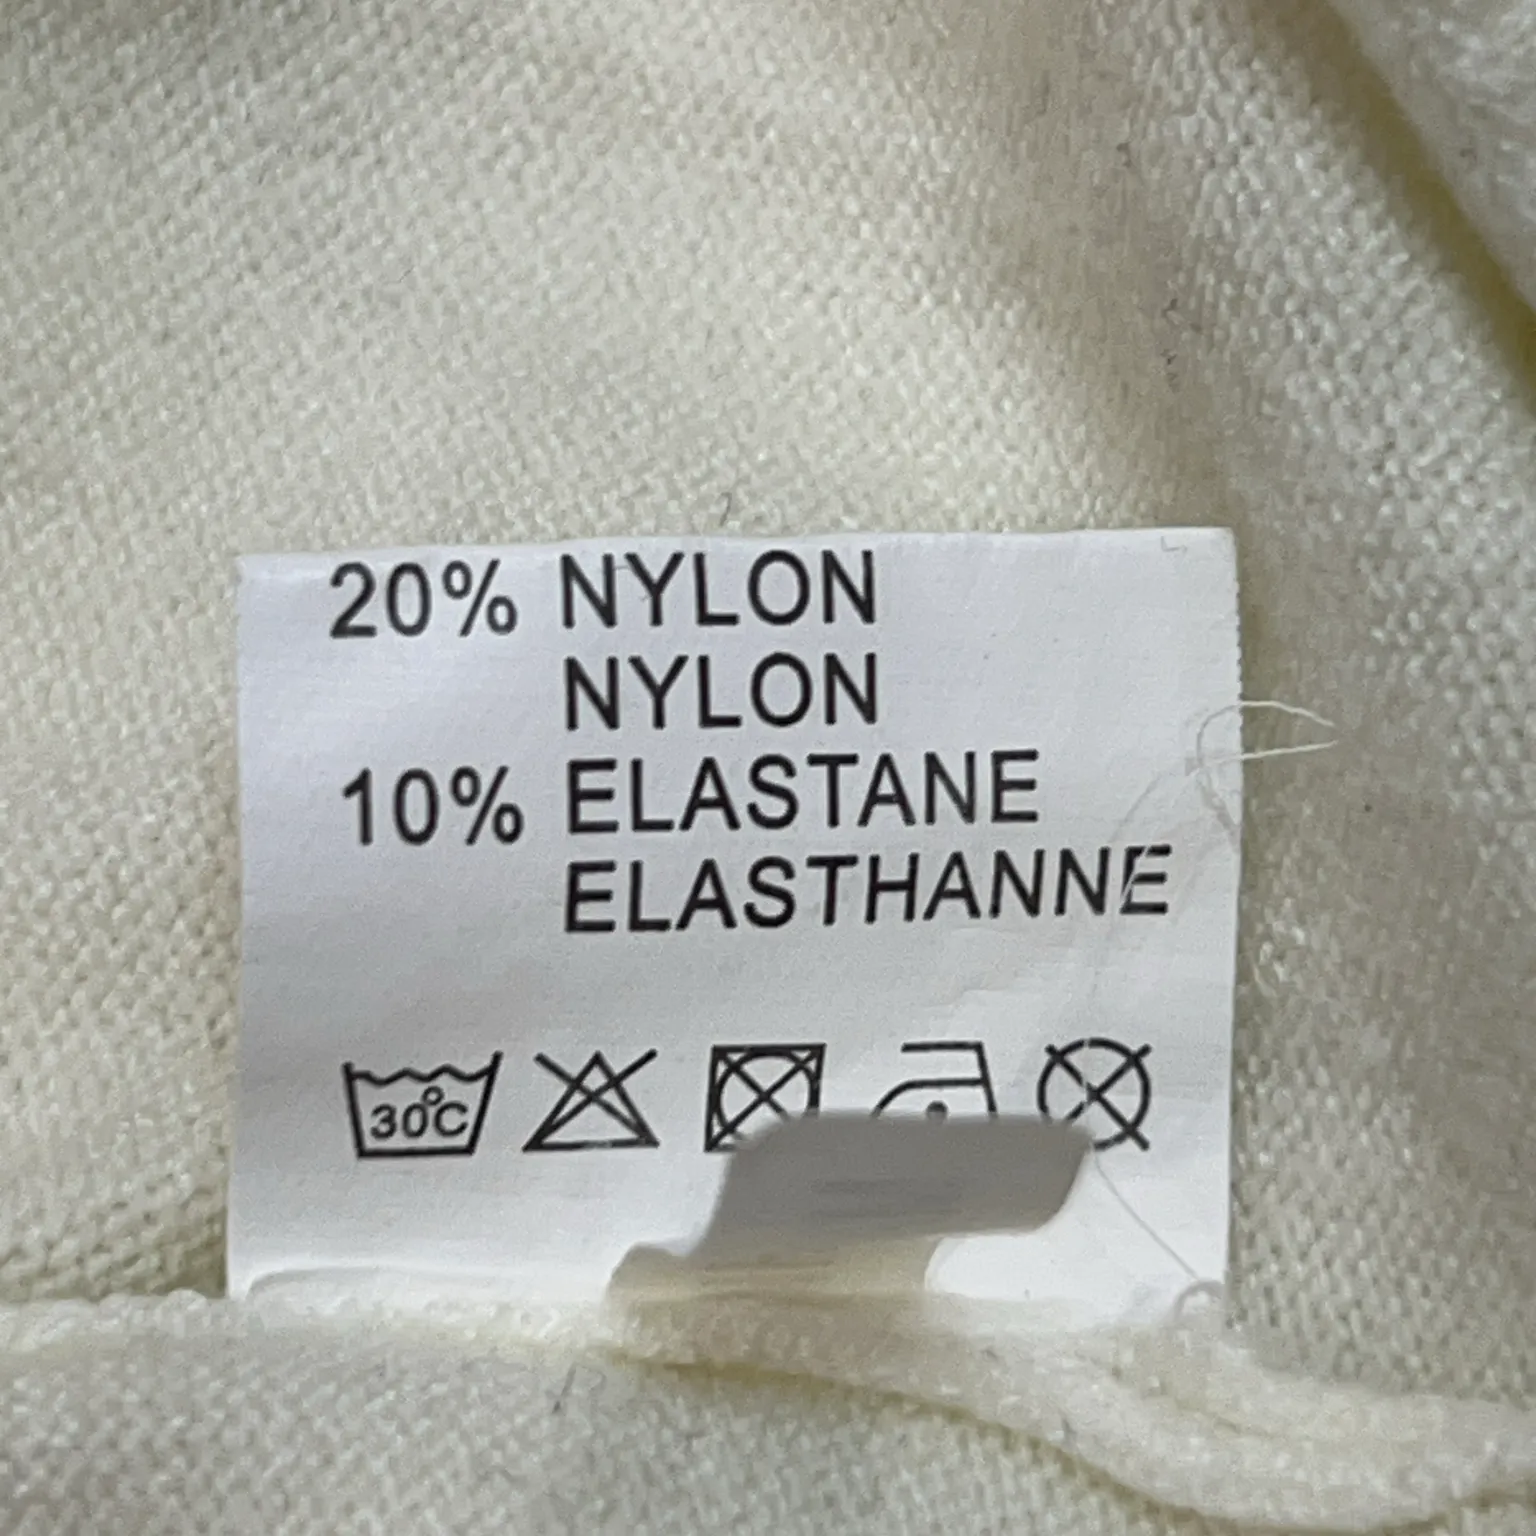 20% NYLON
NYLON
10% ELASTANE
ELASTHANNE
30°C